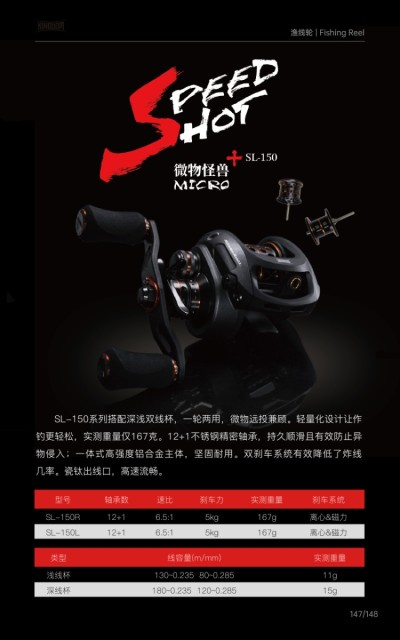 渔线轮 | Fishing Reel
SPEED
SHOT
微物怪兽
SL-150
MICRO
SL-150系列搭配深浅双线杯，一轮两用，微物远投兼顾。轻量化设计让作
钓更轻松，实测重量仅167克。12+1不锈钢精密轴承，持久顺滑且有效防止异
物侵入；一体式高强度铝合金主体，坚固耐用。双刹车系统有效降低了炸线
几率。瓷钛出线口，高速流畅。
型号 轴承数 速比 刹车力 实测重量 刹车系统
SL-150R 12+1 6.5:1 5kg 167g 离心&磁力
SL-150L 12+1 6.5:1 5kg 167g 离心&磁力
类型 线容量(m/mm) 实测重量
浅线杯 130-0.235 80-0.285 11g
深线杯 180-0.235 120-0.285 15g
147/148